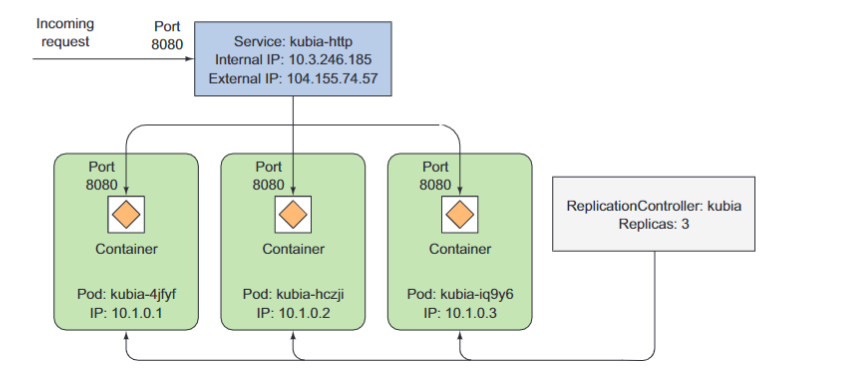 Incoming
request
Port
8080
Service: kubia-http
Internal IP: 10.3.246.185
External IP: 104.155.74.57
Port
8080
Container
Pod: kubia-4jfyf
IP: 10.1.0.1
Port
8080
Container
Pod: kubia-hczji
IP: 10.1.0.2
Port
8080
Container
Pod: kubia-iq9y6
IP: 10.1.0.3
ReplicationController: kubia
Replicas: 3